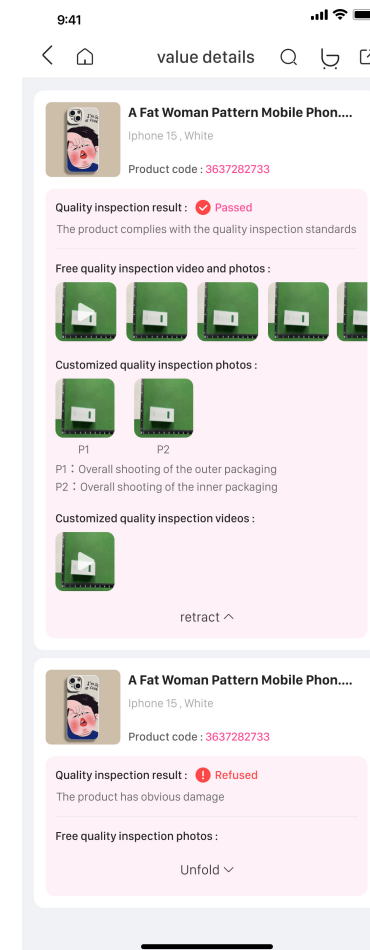 9:41
value details
A Fat Woman Pattern Mobile Phon....
Iphone 15 , White
Product code : 3637282733
Quality inspection result : Passed
The product complies with the quality inspection standards
Free quality inspection video and photos :
Customized quality inspection photos :
P1 P2
P1：Overall shooting of the outer packaging
P2：Overall shooting of the inner packaging
Customized quality inspection videos :
retract
A Fat Woman Pattern Mobile Phon....
Iphone 15 , White
Product code : 3637282733
Quality inspection result : Refused
The product has obvious damage
Free quality inspection photos :
Unfold